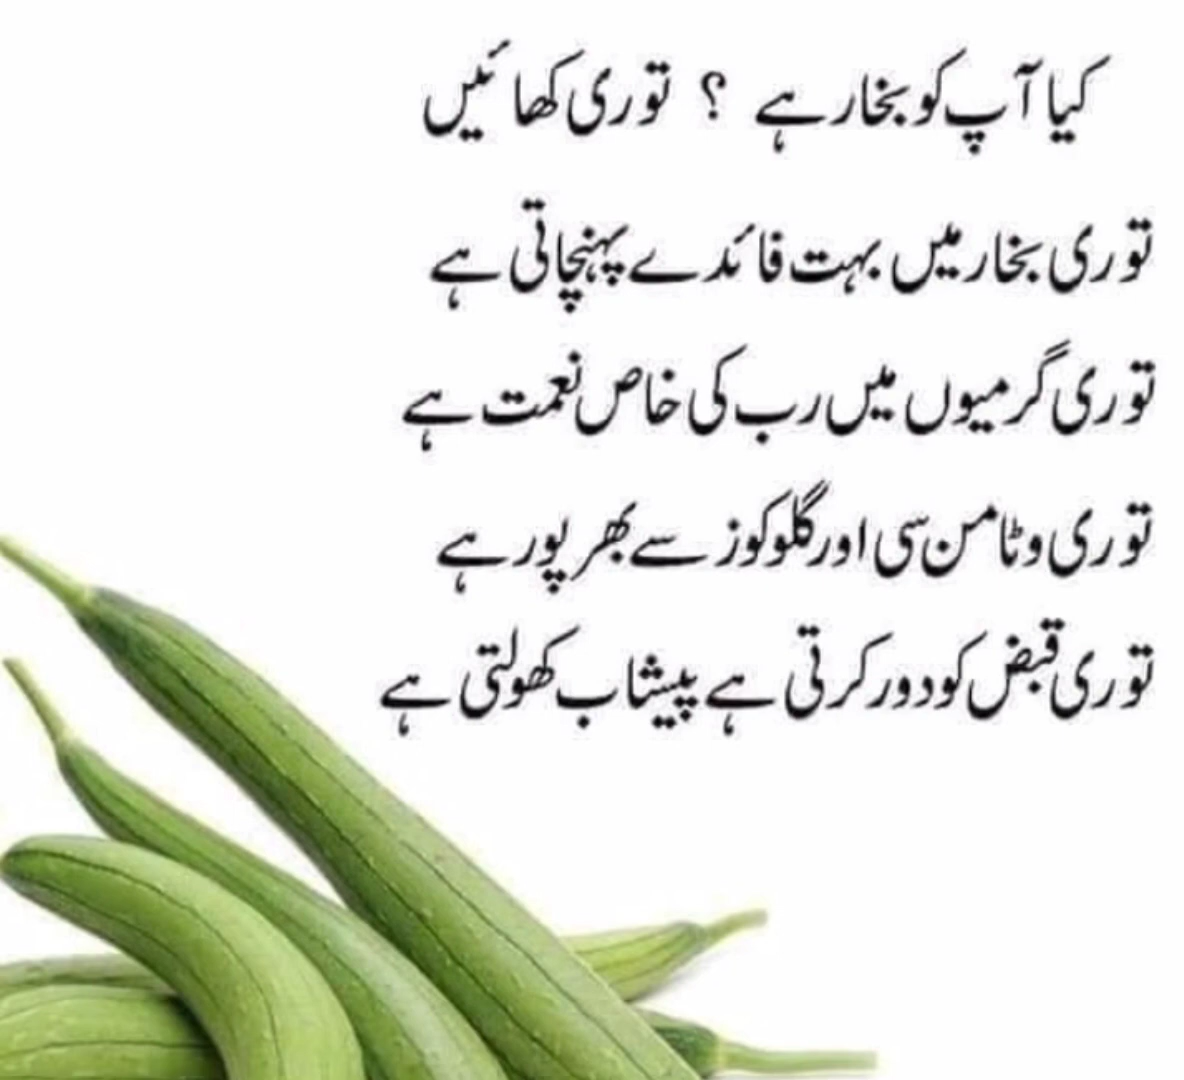 کیا آپ کو بخار ہے ؟ توری کھائیں
توری بخار میں بہت فائدے پہنچاتی ہے
توری گرمیوں میں رب کی خاص نعمت ہے
توری وٹامن سی اور گلوکوز سے بھرپور ہے
توری قبض کو دور کرتی ہے پیشاب کھولتی ہے